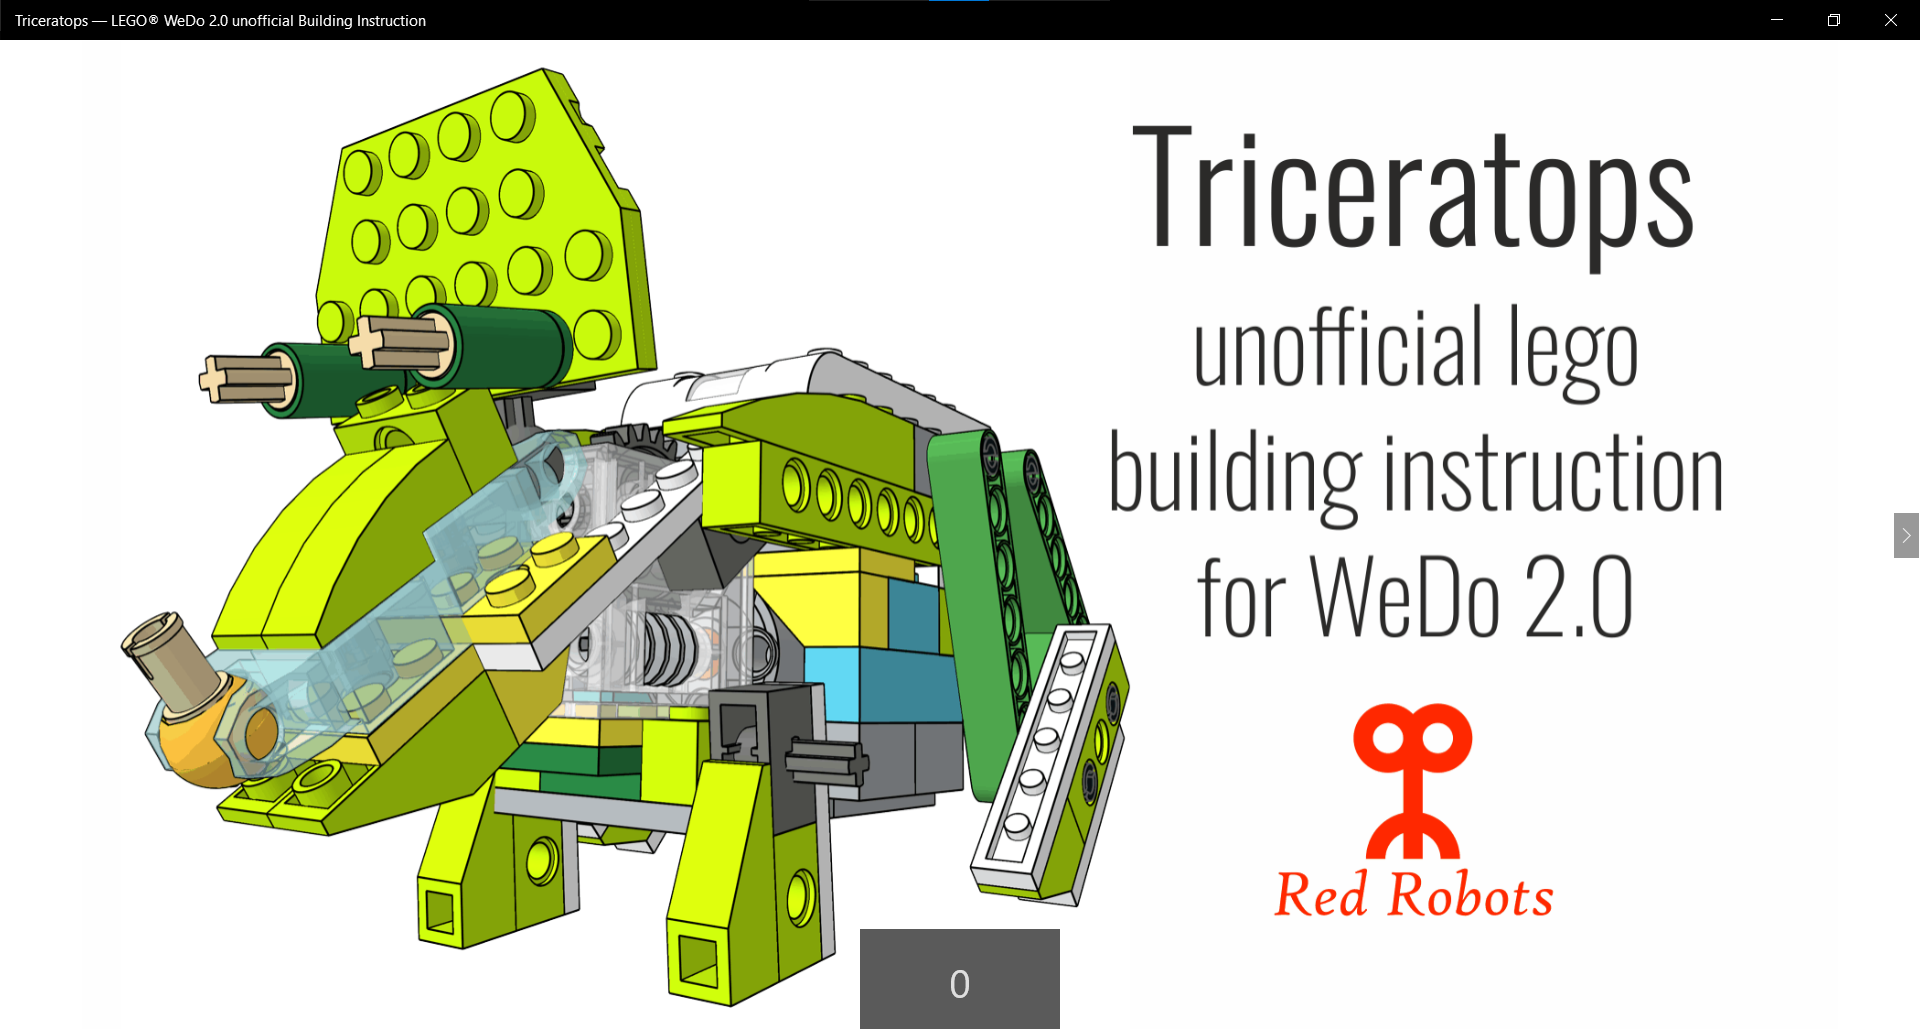 Triceratops — LEGO® WeDo 2.0 unofficial Building Instruction
Triceratops
unofficial lego
building instruction
for WeDo 2.0
Red Robots
0